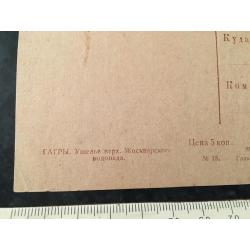 Куда
Ком
ГАГРЫ. Ущелье верх. Жоэкварского
водопада.
Цена 5 коп.
№ 18.